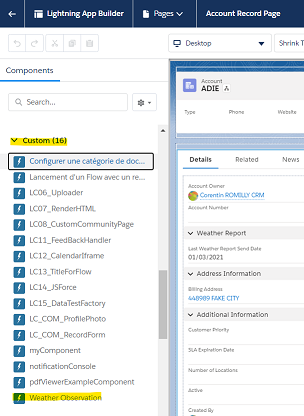 Lightning App Builder
Pages
Account Record Page
Desktop
Shrink T
Components
Search...
Custom (16)
Configurer une catégorie de doc...
Lancement d'un Flow avec un re...
LC06_Uploader
LC07_RenderHTML
LC08_CustomCommunityPage
LC11_FeedBackHandler
LC12_CalendarIframe
LC13_TitleForFlow
LC14_JSForce
LC15_DataTestFactory
LC_COM_ProfilePhoto
LC_COM_RecordForm
myComponent
notificationConsole
pdfViewerExampleComponent
Weather Observation
Account
ADIE
Type Phone Website
Details Related News
Account Owner
Corentin ROMILLY CRM
Account Number
Weather Report
Last Weather Report Send Date
01/03/2021
Address Information
Billing Address
448989 FAKE CITY
Additional Information
Customer Priority
SLA Expiration Date
Number of Locations
Active
Created By